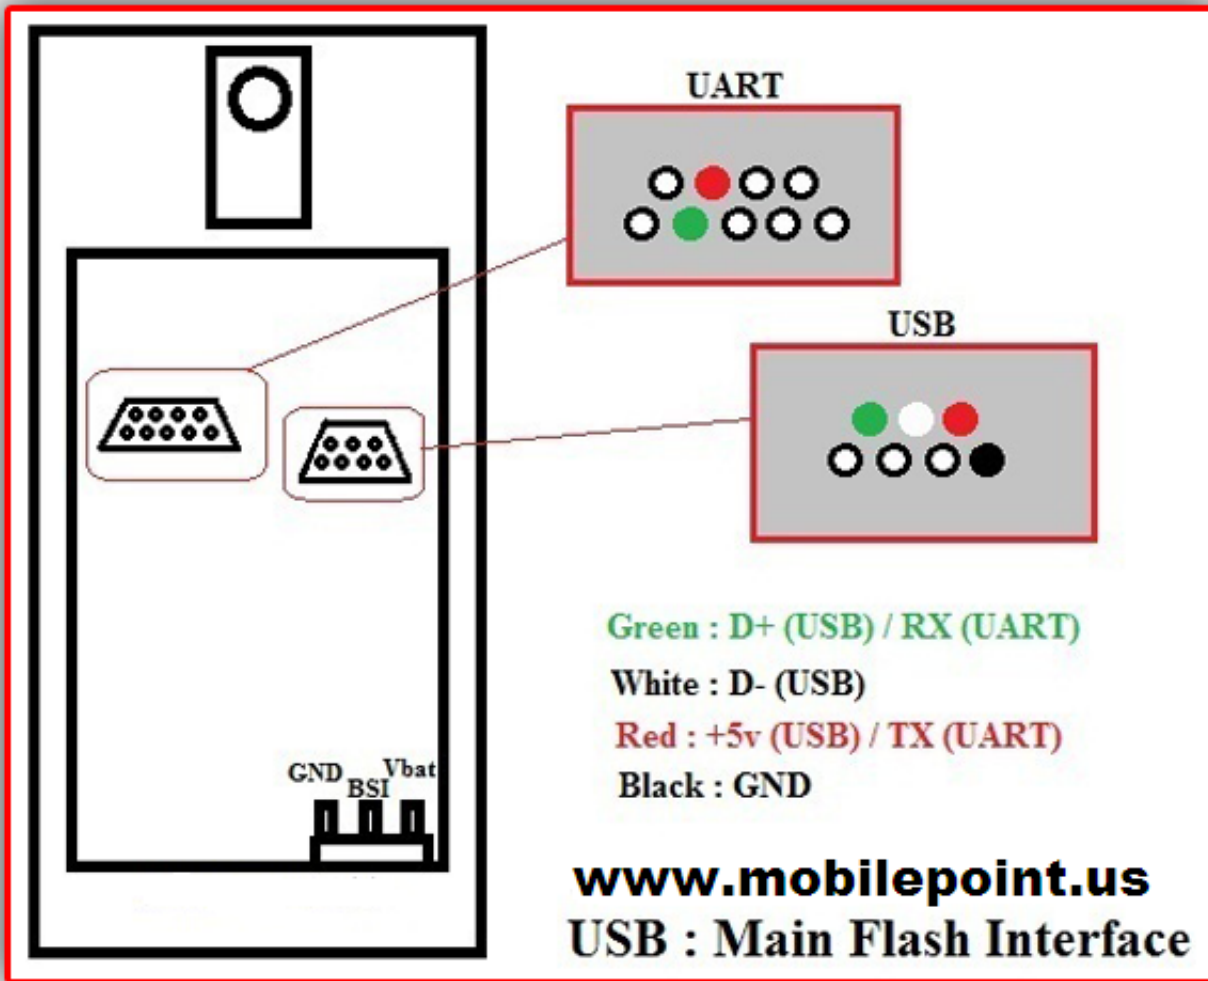 UART
USB
Green : D+ (USB) / RX (UART)
White : D- (USB)
Red : +5v (USB) / TX (UART)
Black : GND
GND
BSI
Vbat
www.mobilepoint.us
USB : Main Flash Interface